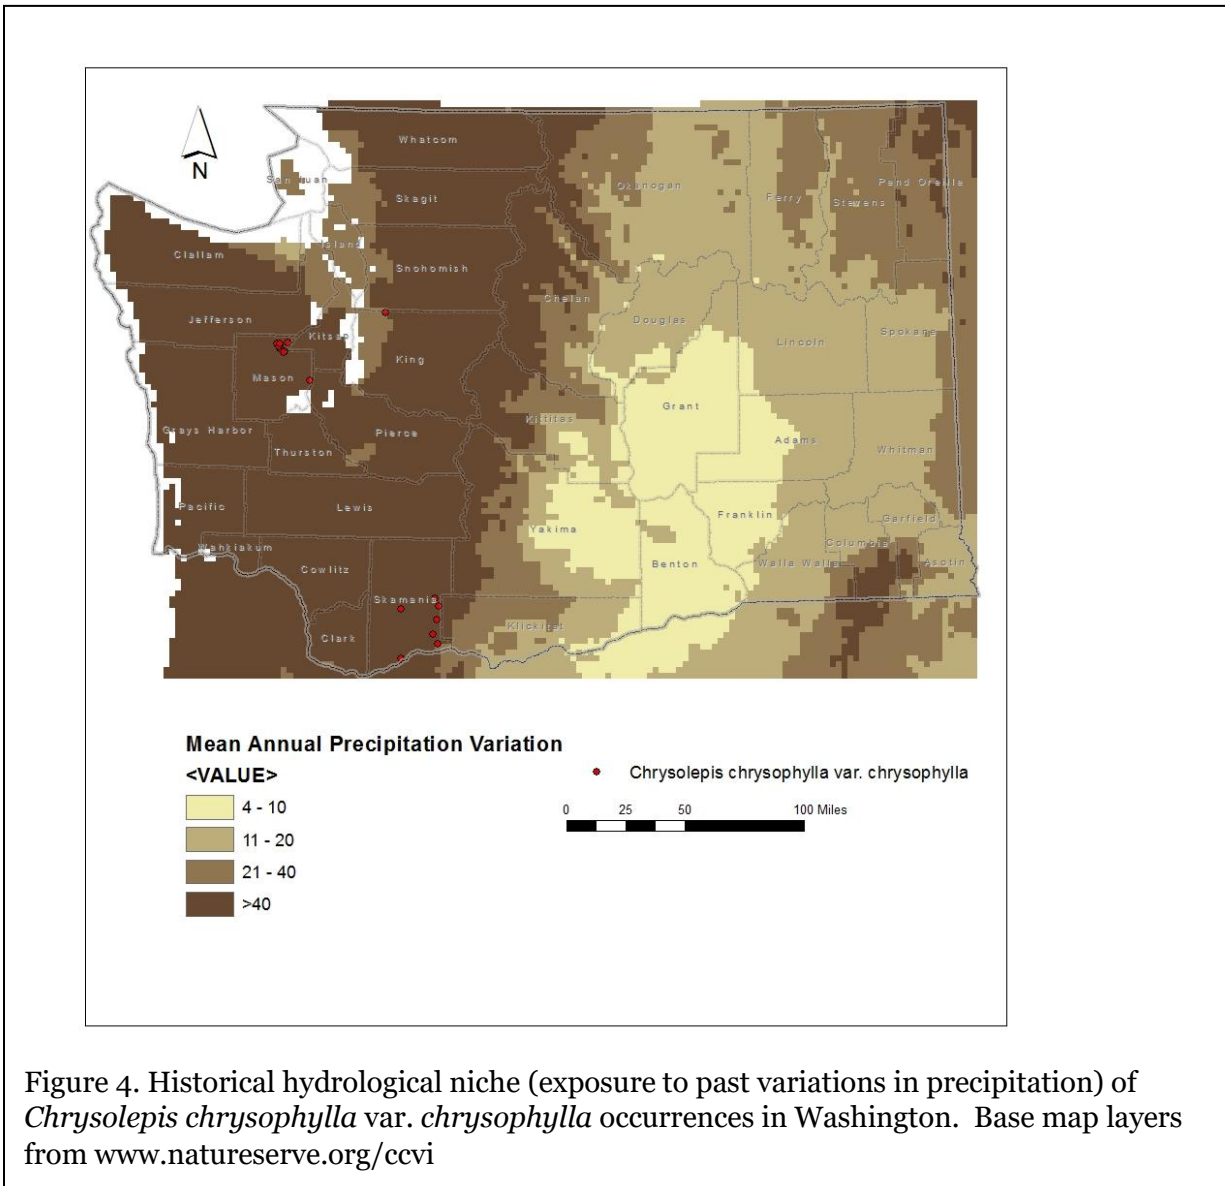 N
Whatcom
San Juan
Skagit
Okanogan
Ferry
Stevens
Pend Oreille
Island
Clallam
Snohomish
Chelan
Jefferson
Douglas
Kitsap
King
Lincoln
Spokane
Mason
Grant
Kittitas
Grays Harbor
Pierce
Adams
Thurston
Whitman
Pacific
Lewis
Yakima
Franklin
Garfield
Wahkiakum
Columbia
Cowlitz
Benton
Walla Walla
Asotin
Skamania
Clark
Klickitat
Mean Annual Precipitation Variation
<VALUE>
4 - 10
11 - 20
21 - 40
>40
Chrysolepis chrysophylla var. chrysophylla
0 25 50 100 Miles
Figure 4. Historical hydrological niche (exposure to past variations in precipitation) of
Chrysolepis chrysophylla var. chrysophylla occurrences in Washington. Base map layers
from www.natureserve.org/ccvi